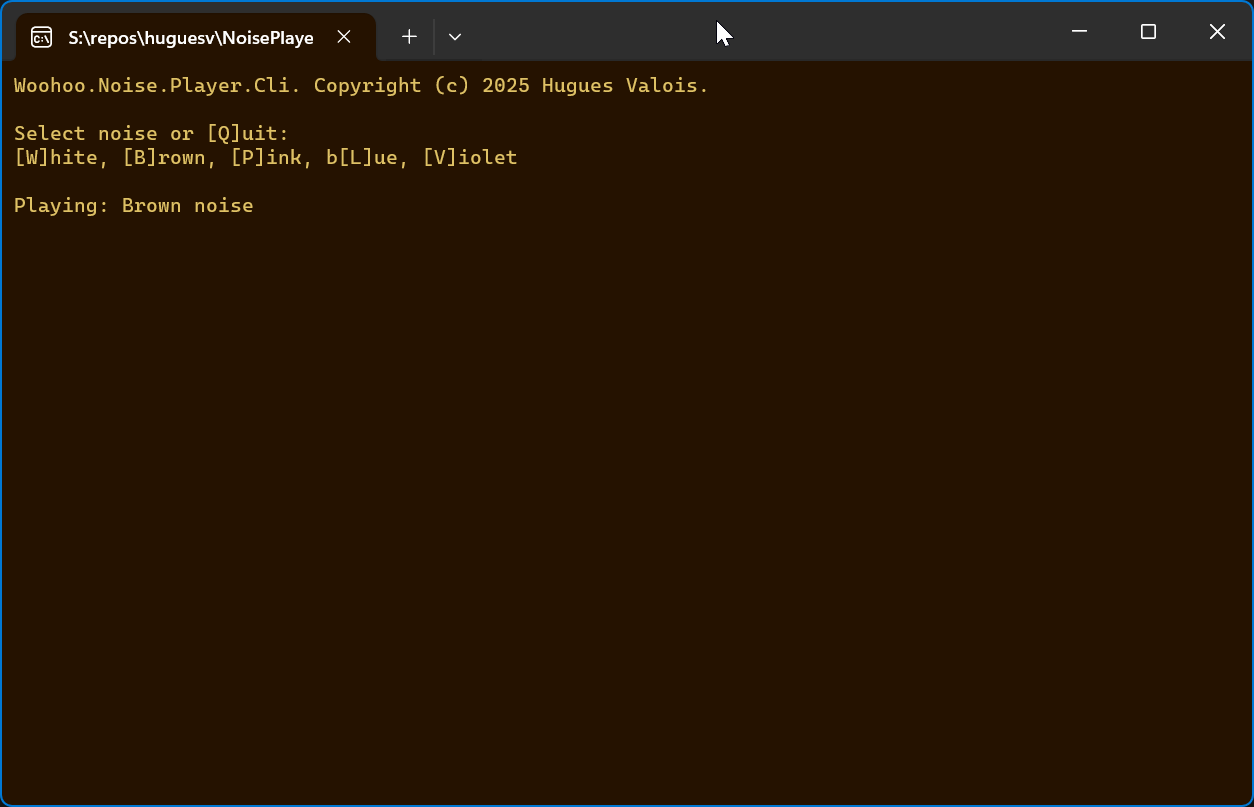 S:\repos\huguesv\NoisePlaye
Woohoo.Noise.Player.Cli. Copyright (c) 2025 Hugues Valois.
Select noise or [Q]uit:
[W]hite, [B]rown, [P]ink, b[L]ue, [V]iolet
Playing: Brown noise